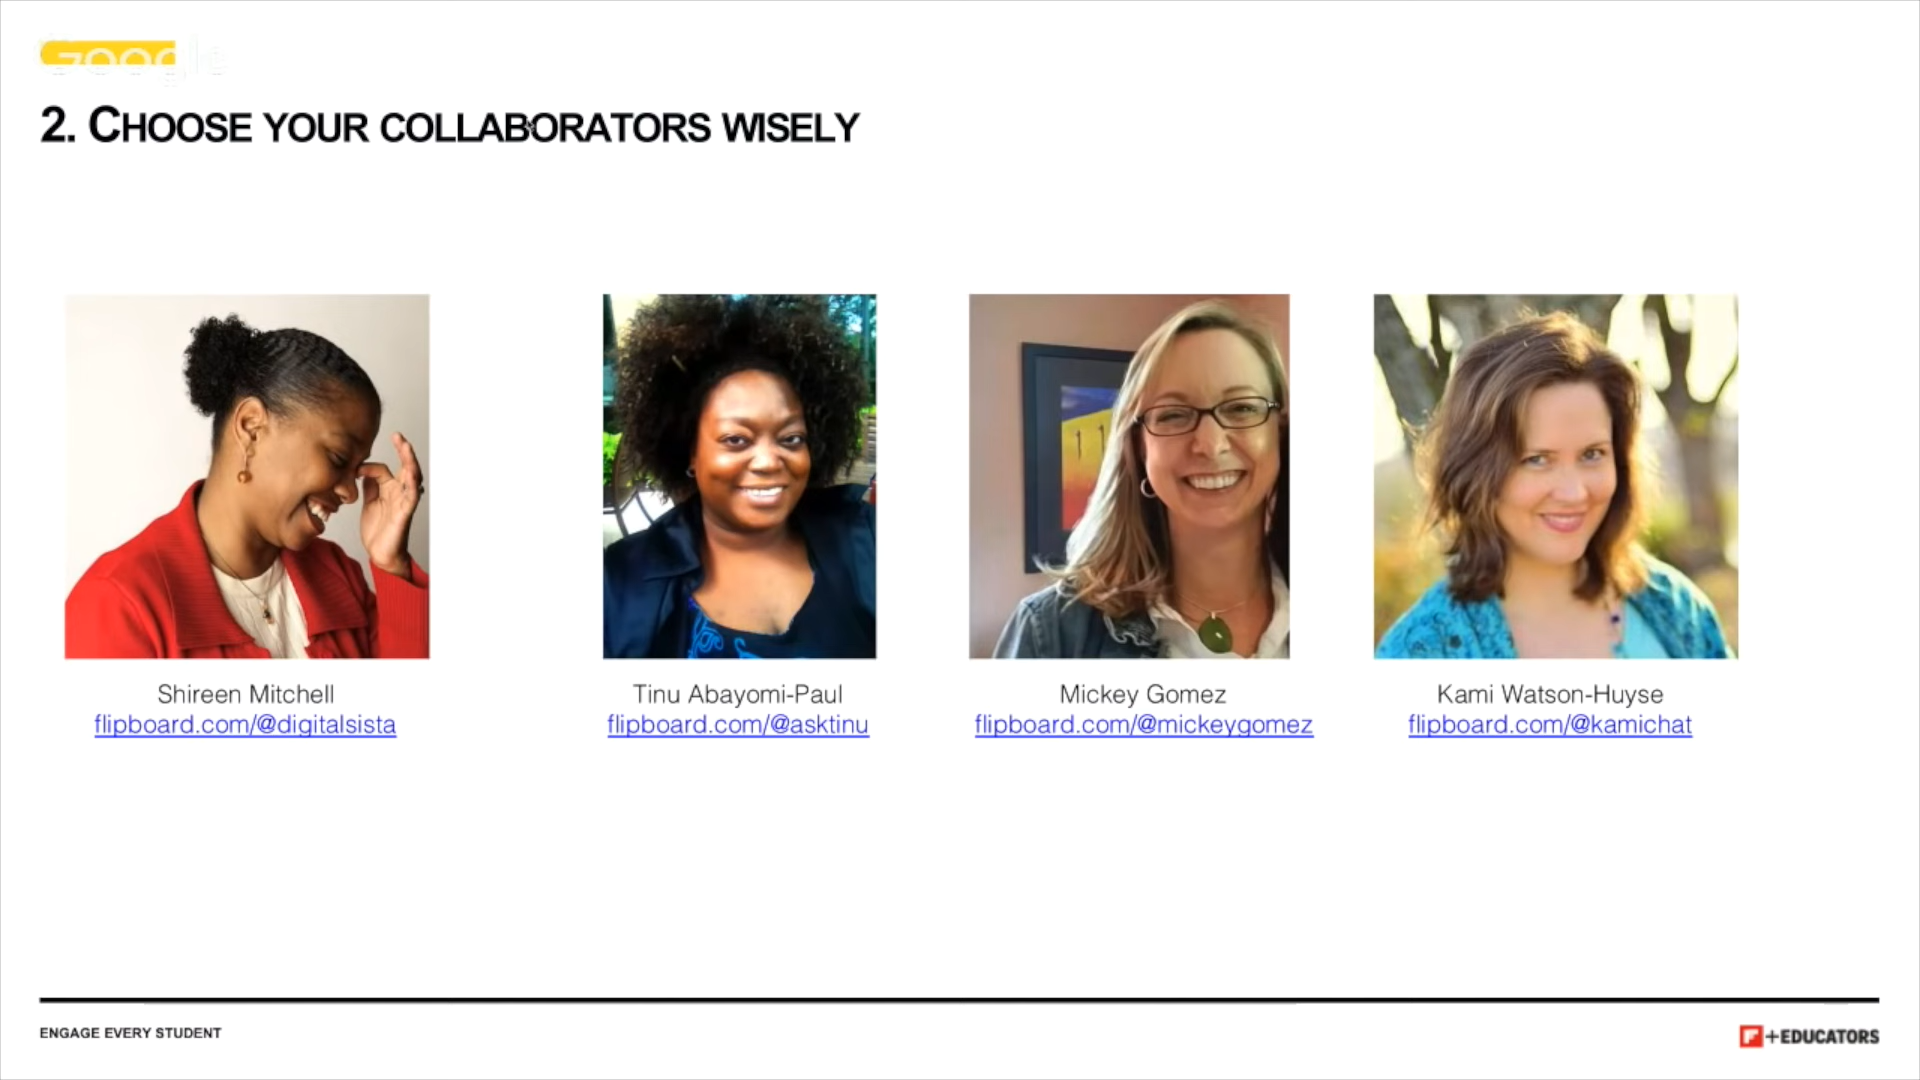 Google
2. CHOOSE YOUR COLLABORATORS WISELY
Shireen Mitchell
flipboard.com/@digitalsista
Tinu Abayomi-Paul
flipboard.com/@asktinu
Mickey Gomez
flipboard.com/@mickeygomez
Kami Watson-Huyse
flipboard.com/@kamichat
ENGAGE EVERY STUDENT
+EDUCATORS